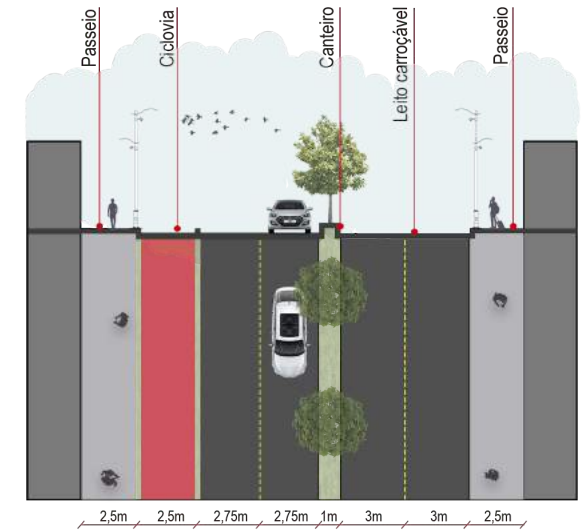 Passeio
Ciclovia
Canteiro
Leito carroçável
Passeio
2,5m 2,5m 2,75m 2,75m 1m 3m 3m 2,5m